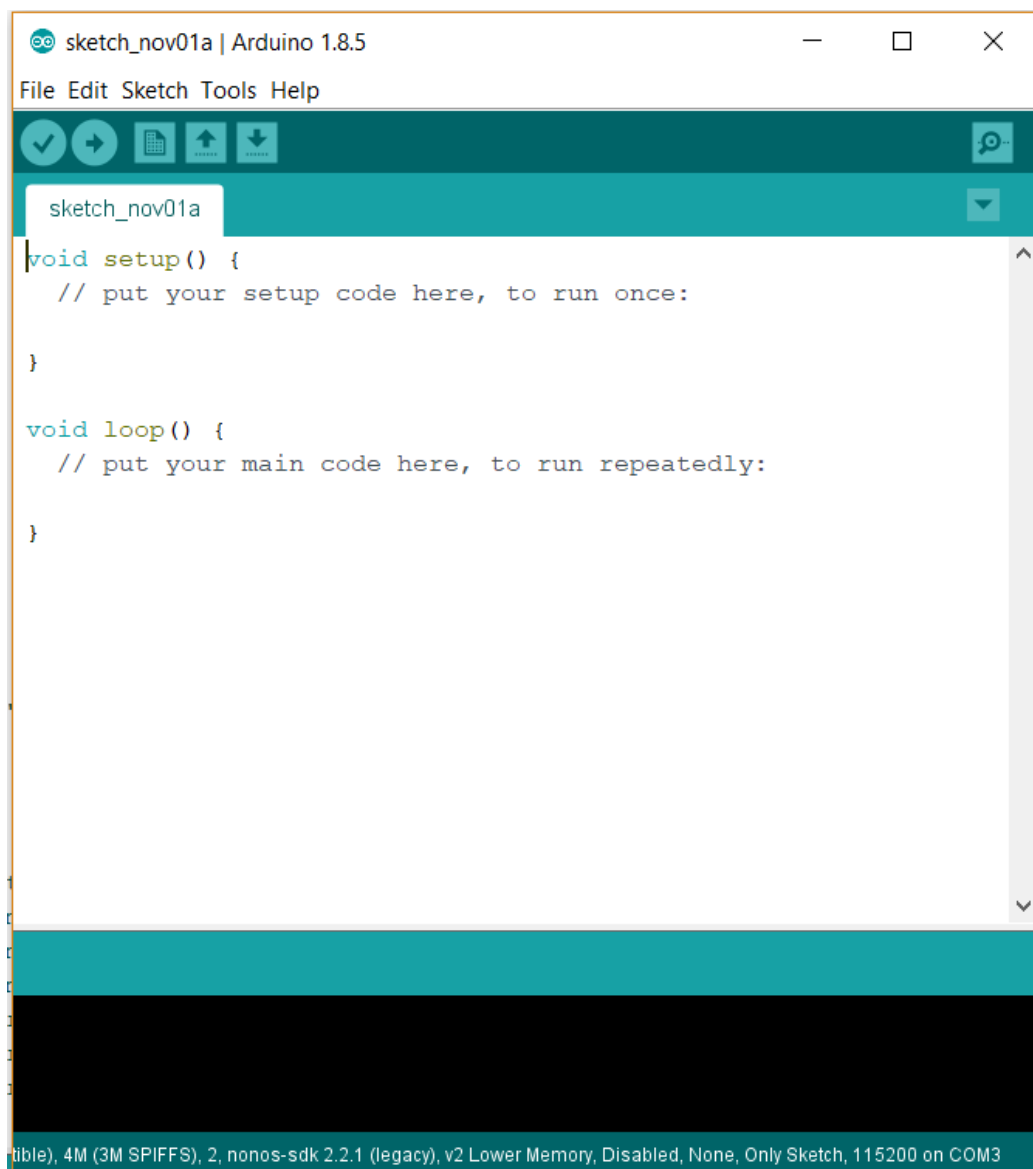 sketch_nov01a | Arduino 1.8.5
File Edit Sketch Tools Help
sketch_nov01a
void setup() {
  // put your setup code here, to run once:
}
void loop() {
  // put your main code here, to run repeatedly:
}
tible), 4M (3M SPIFFS), 2, nonos-sdk 2.2.1 (legacy), v2 Lower Memory, Disabled, None, Only Sketch, 115200 on COM3